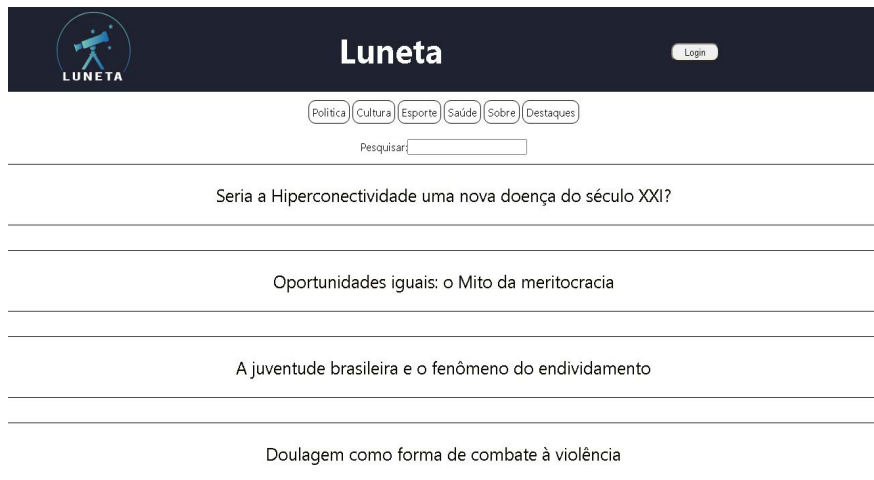 LUNETA
Luneta
Login
Politica Cultura Esporte Saúde Sobre Destaques
Pesquisar:
Seria a Hiperconectividade uma nova doença do século XXI?
Oportunidades iguais: o Mito da meritocracia
A juventude brasileira e o fenômeno do endividamento
Doulagem como forma de combate à violência